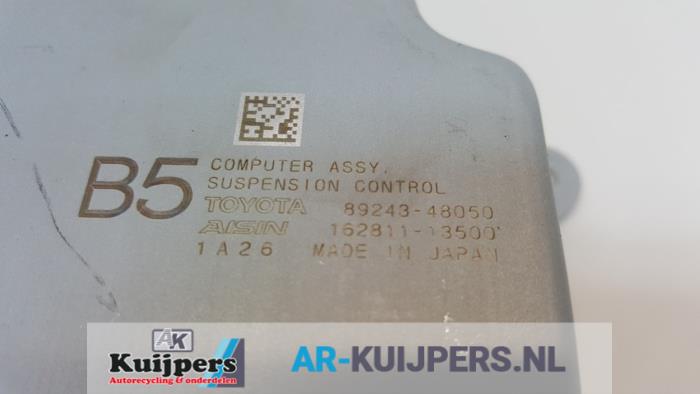 B5
COMPUTER ASSY,
SUSPENSION CONTROL
TOYOTA 89243-48050
AISIN 162811-13500
1A26 MADE IN JAPAN
AK
Kuijpers
Autorecycling & onderdelen
AR-KUIJPERS.NL